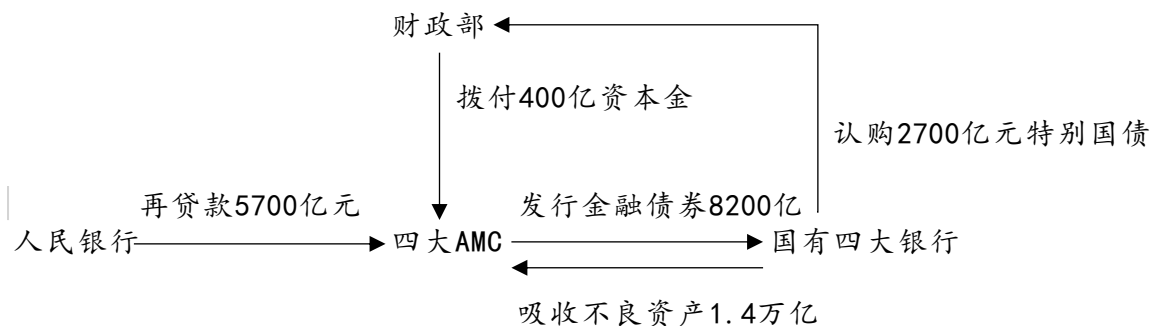 财政部
拨付400亿资本金
认购2700亿元特别国债
再贷款5700亿元
发行金融债券8200亿
人民银行
四大AMC
国有四大银行
吸收不良资产1.4万亿